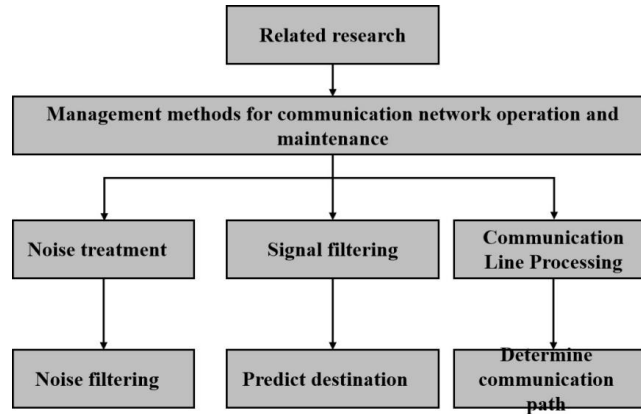 Related research
Management methods for communication network operation and
maintenance
Noise treatment
Signal filtering
Communication
Line Processing
Noise filtering
Predict destination
Determine
communication
path